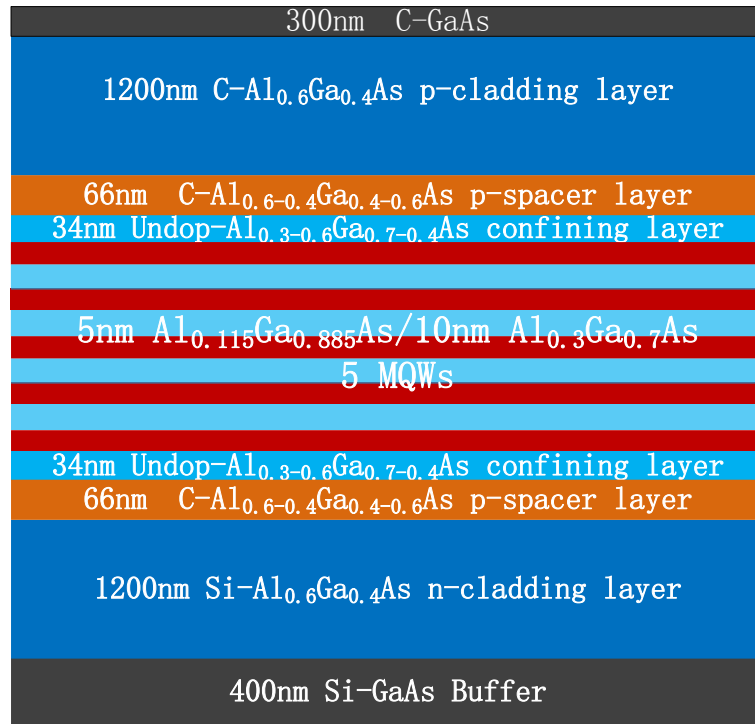 300nm C-GaAs
1200nm C-Al₀.₆Ga₀.₄As p-cladding layer
66nm C-Al₀.₆₋₀.₄Ga₀.₄₋₀.₆As p-spacer layer
34nm Undop-Al₀.₃₋₀.₆Ga₀.₇₋₀.₄As confining layer
5nm Al₀.₁₁₅Ga₀.₈₈₅As/10nm Al₀.₃Ga₀.₇As
5 MQWs
34nm Undop-Al₀.₃₋₀.₆Ga₀.₇₋₀.₄As confining layer
66nm C-Al₀.₆₋₀.₄Ga₀.₄₋₀.₆As p-spacer layer
1200nm Si-Al₀.₆Ga₀.₄As n-cladding layer
400nm Si-GaAs Buffer